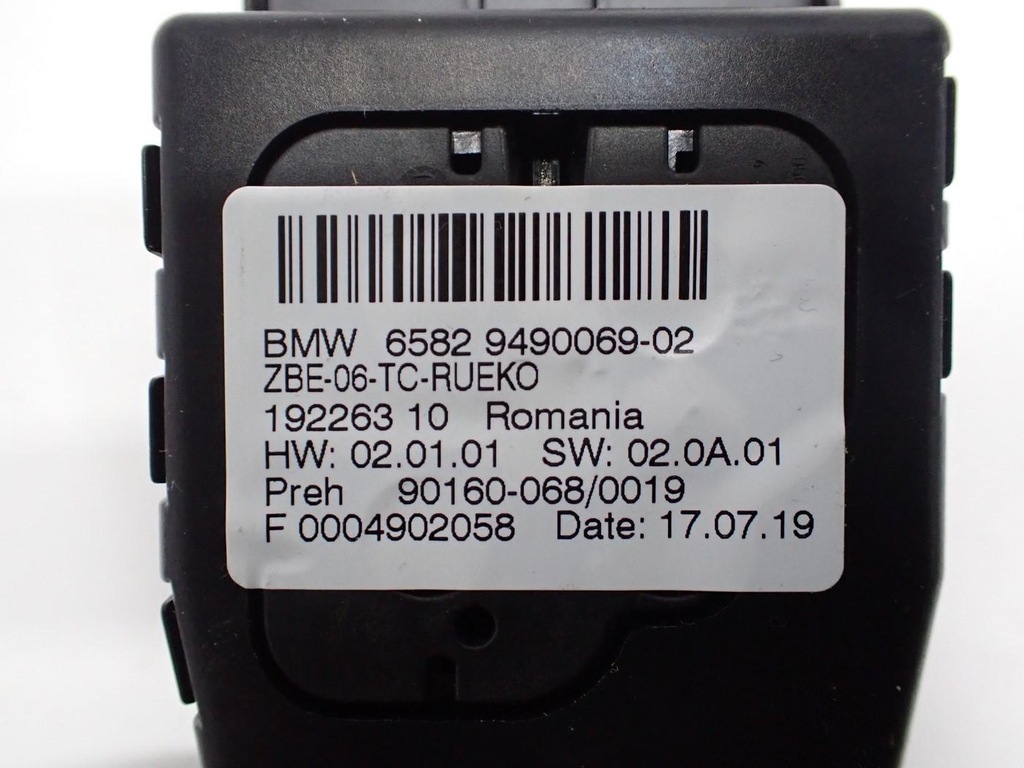 BMW 6582 9490069-02
ZBE-06-TC-RUEKO
192263 10 Romania
HW: 02.01.01 SW: 02.0A.01
Preh 90160-068/0019
F 0004902058 Date: 17.07.19